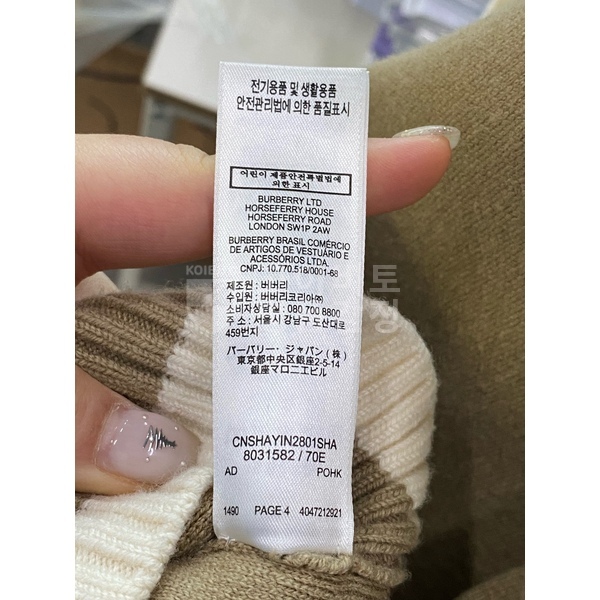 전기용품 및 생활용품
안전관리법에 의한 품질표시
어린이 제품안전특별법에
의한 표시
BURBERRY LTD
HORSEFERRY HOUSE
HORSEFERRY ROAD
LONDON SW1P 2AW
BURBERRY BRASIL COMÉRCIO
DE ARTIGOS DE VESTUÁRIO E
ACESSÓRIOS LTDA.
CNPJ: 10.770.518/0001-68
제조원 : 버버리
수입원 : 버버리코리아㈜
소비자상담실 : 080 700 8800
주 소 : 서울시 강남구 도산대로
459번지
バーバリー・ジャパン(株)
東京都中央区銀座2-5-14
銀座マロニエビル
CNSHAYIN2801SHA
8031582 / 70E
AD POHK
1490 PAGE 4 4047212921